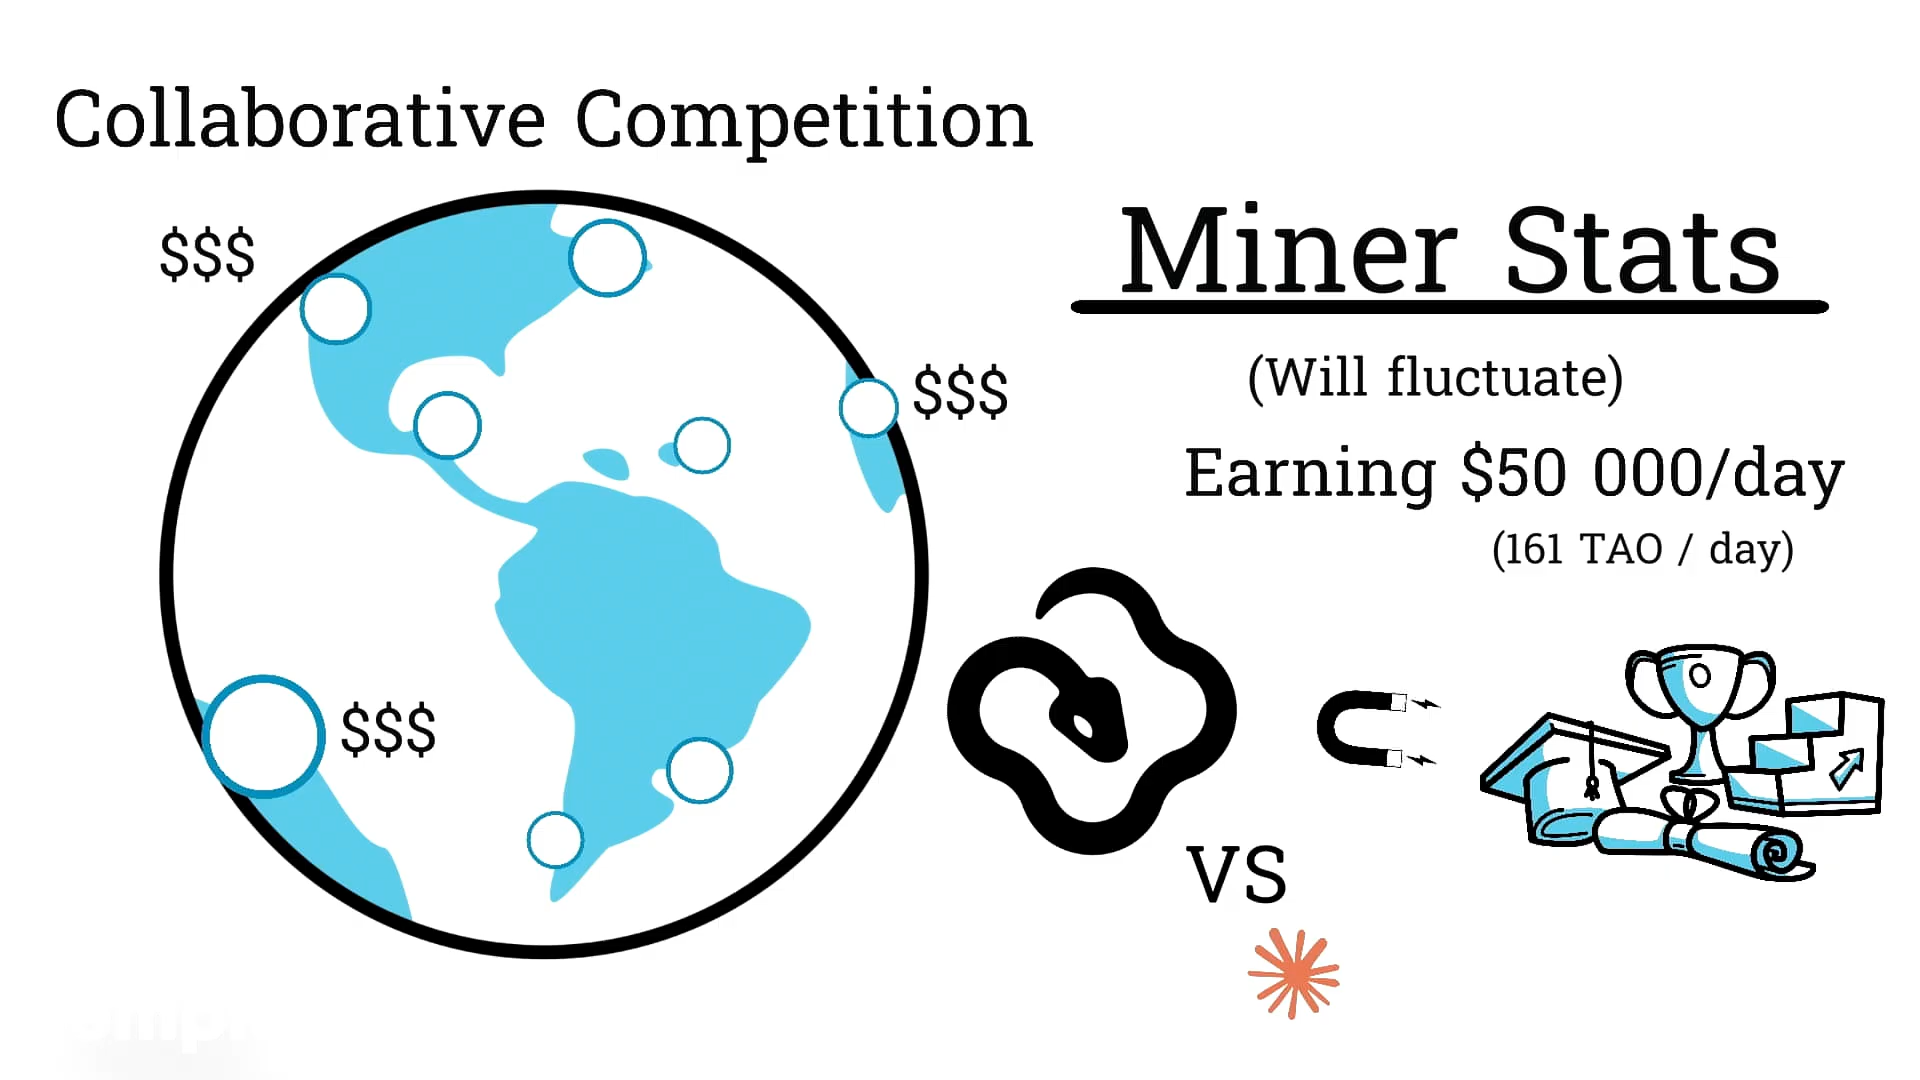 Collaborative Competition
$$$
$$$
$$$
Miner Stats
(Will fluctuate)
Earning $50 000/day
(161 TAO / day)
VS